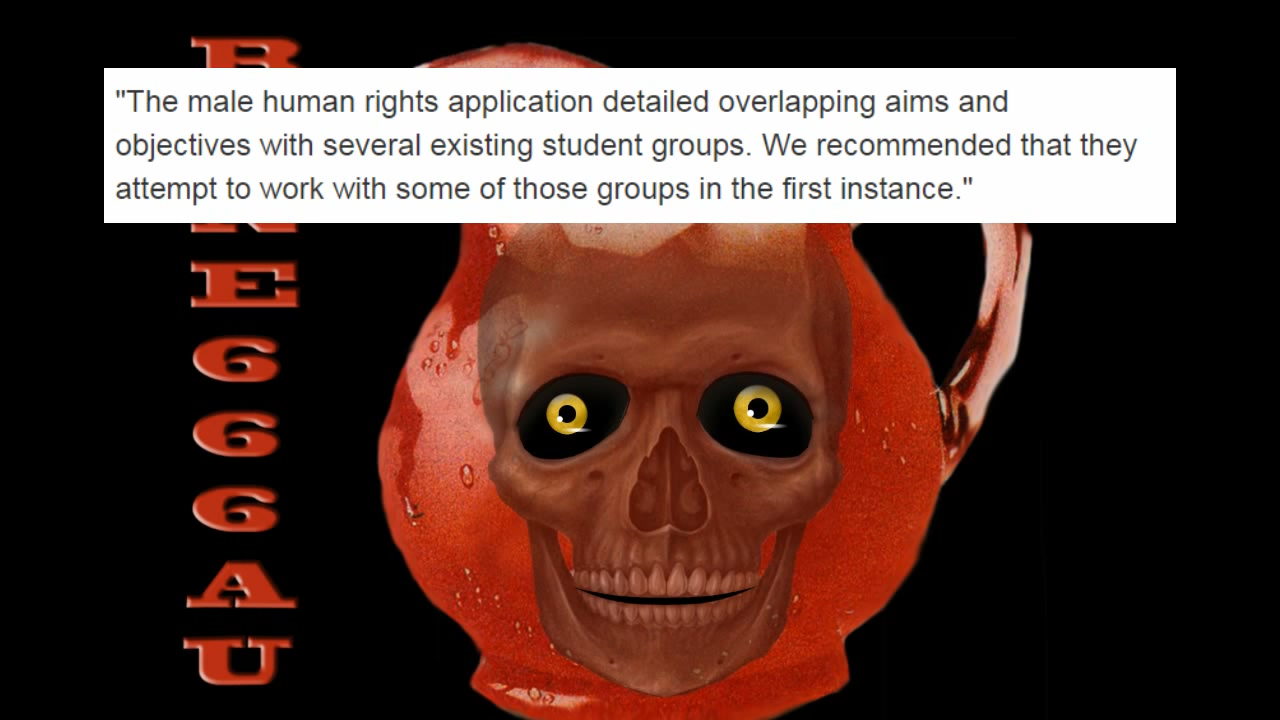 "The male human rights application detailed overlapping aims and
objectives with several existing student groups. We recommended that they
attempt to work with some of those groups in the first instance."
E666AU